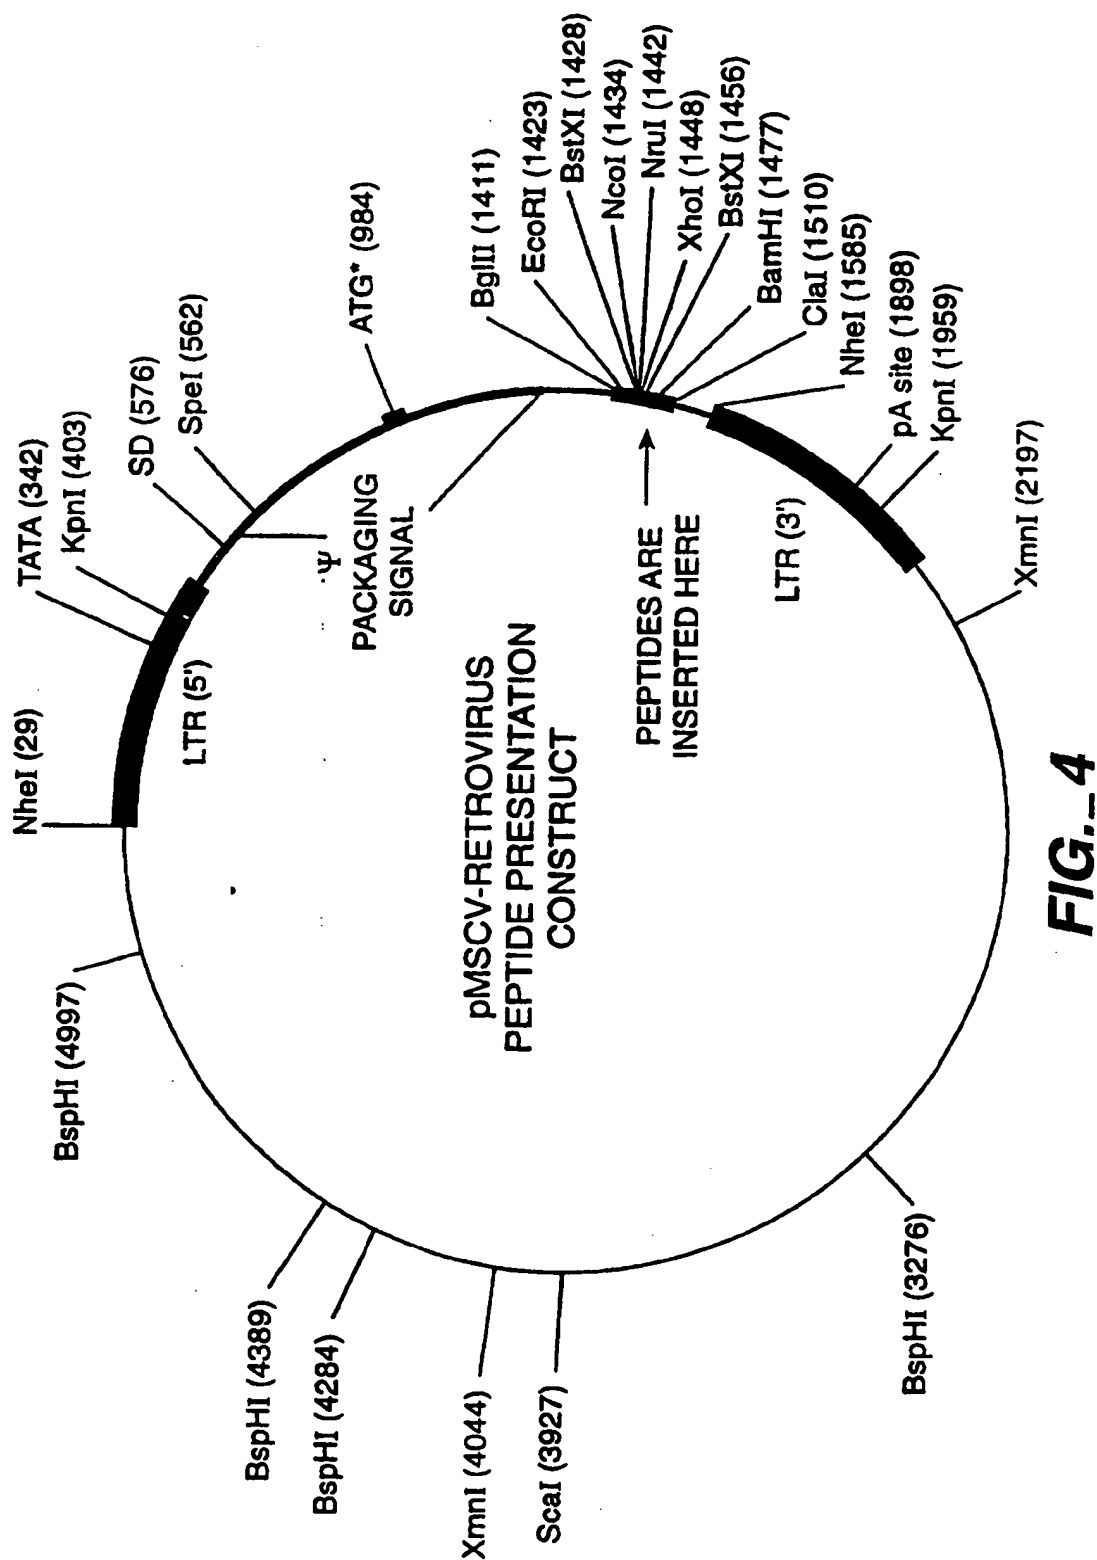 NheI (29)
TATA (342)
KpnI (403)
SD (576)
SpeI (562)
ATG* (984)
BglII (1411)
EcoRI (1423)
BstXI (1428)
NcoI (1434)
NruI (1442)
XhoI (1448)
BstXI (1456)
BamHI (1477)
ClaI (1510)
NheI (1585)
pA site (1898)
KpnI (1959)
XmnI (2197)
BspHI (3276)
ScaI (3927)
XmnI (4044)
BspHI (4284)
BspHI (4389)
BspHI (4997)
LTR (5')
Ψ
PACKAGING
SIGNAL
pMSCV-RETROVIRUS
PEPTIDE PRESENTATION
CONSTRUCT
PEPTIDES ARE
INSERTED HERE
LTR (3')
FIG._4